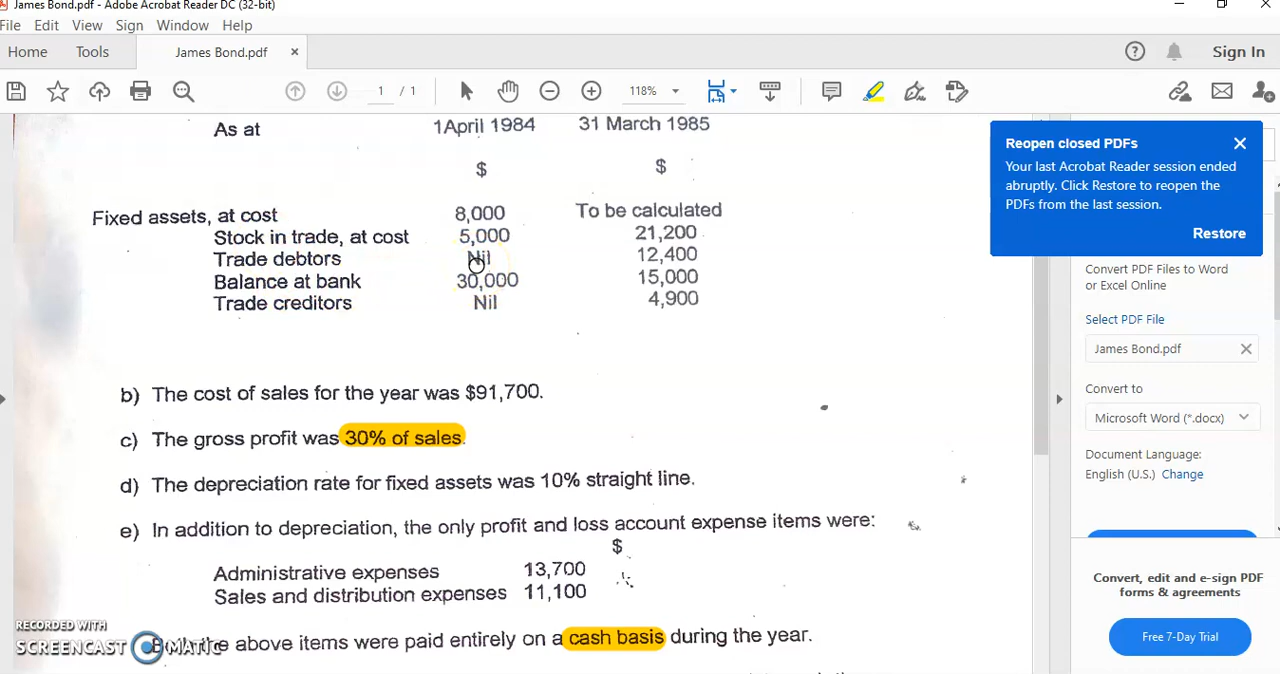 James Bond.pdf - Adobe Acrobat Reader DC (32-bit)
File Edit View Sign Window Help
Home Tools James Bond.pdf × Sign In
1 / 1 118%
As at 1April 1984 31 March 1985
$ $
Fixed assets, at cost 8,000 To be calculated
Stock in trade, at cost 5,000 21,200
Trade debtors Nil 12,400
Balance at bank 30,000 15,000
Trade creditors Nil 4,900
b) The cost of sales for the year was $91,700.
c) The gross profit was 30% of sales.
d) The depreciation rate for fixed assets was 10% straight line.
e) In addition to depreciation, the only profit and loss account expense items were:
$
Administrative expenses 13,700
Sales and distribution expenses 11,100
above items were paid entirely on a cash basis during the year.
RECORDED WITH
SCREENCAST MATIC
Reopen closed PDFs
Your last Acrobat Reader session ended
abruptly. Click Restore to reopen the
PDFs from the last session.
Restore
Convert PDF Files to Word
or Excel Online
Select PDF File
James Bond.pdf
Convert to
Microsoft Word (*.docx)
Document Language:
English (U.S.) Change
Convert, edit and e-sign PDF
forms & agreements
Free 7-Day Trial